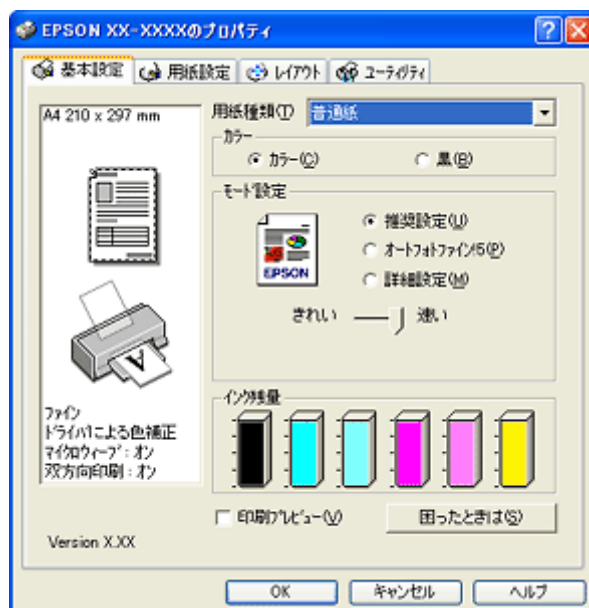 EPSON XX-XXXXのプロパティ
基本設定 用紙設定 レイアウト ユーティリティ
A4 210 x 297 mm
用紙種類(T) 普通紙
カラー
カラー(C) 黒(B)
モード設定
推奨設定(U)
オートフォトファイン!5(P)
詳細設定(M)
EPSON
きれい 速い
A
インク残量
ファイン
ドライバによる色補正
マイクロウィーブ：オン
双方向印刷：オン
印刷プレビュー(V) 困ったときは(S)
Version X.XX
OK キャンセル ヘルプ